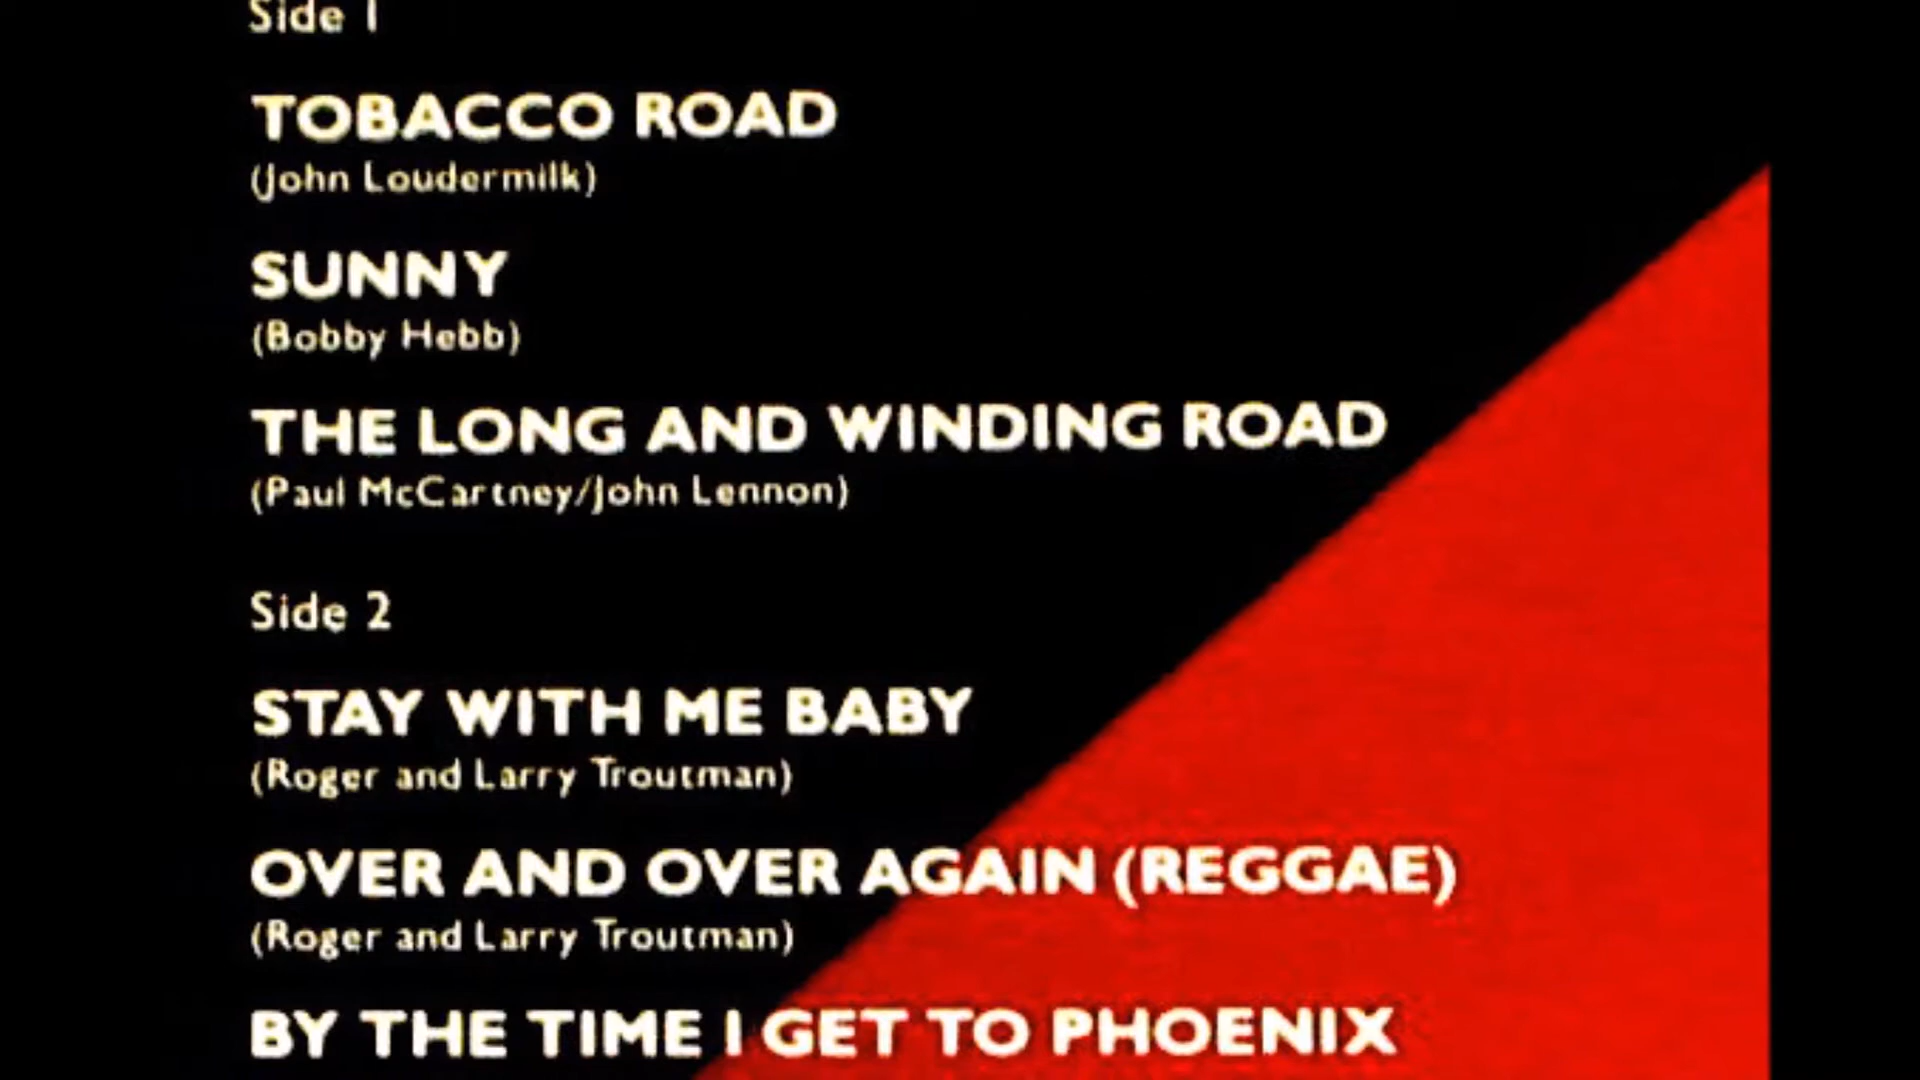 Side 1
TOBACCO ROAD
(John Loudermilk)
SUNNY
(Bobby Hebb)
THE LONG AND WINDING ROAD
(Paul McCartney/John Lennon)
Side 2
STAY WITH ME BABY
(Roger and Larry Troutman)
OVER AND OVER AGAIN (REGGAE)
(Roger and Larry Troutman)
BY THE TIME I GET TO PHOENIX